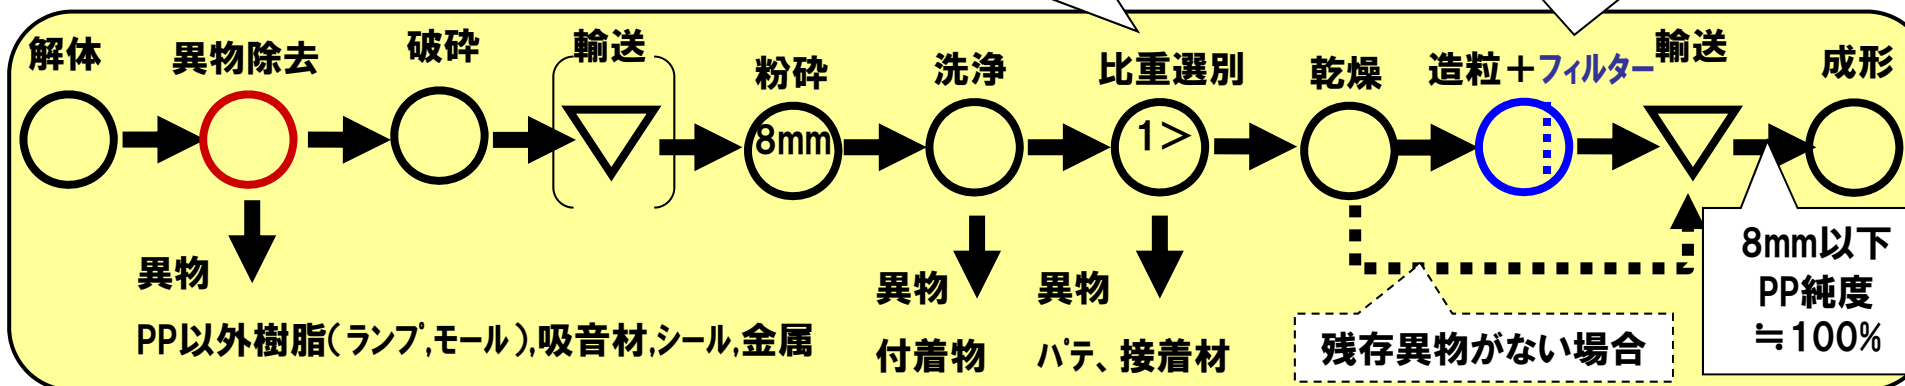 解体
異物除去
破砕
輸送
粉砕
洗浄
比重選別
乾燥
造粒＋フィルター
輸送
成形
8mm
1＞
異物
PP以外樹脂(ランプ,モール),吸音材,シール,金属
異物
付着物
異物
パテ、接着材
残存異物がない場合
8mm以下
PP純度
≒100%